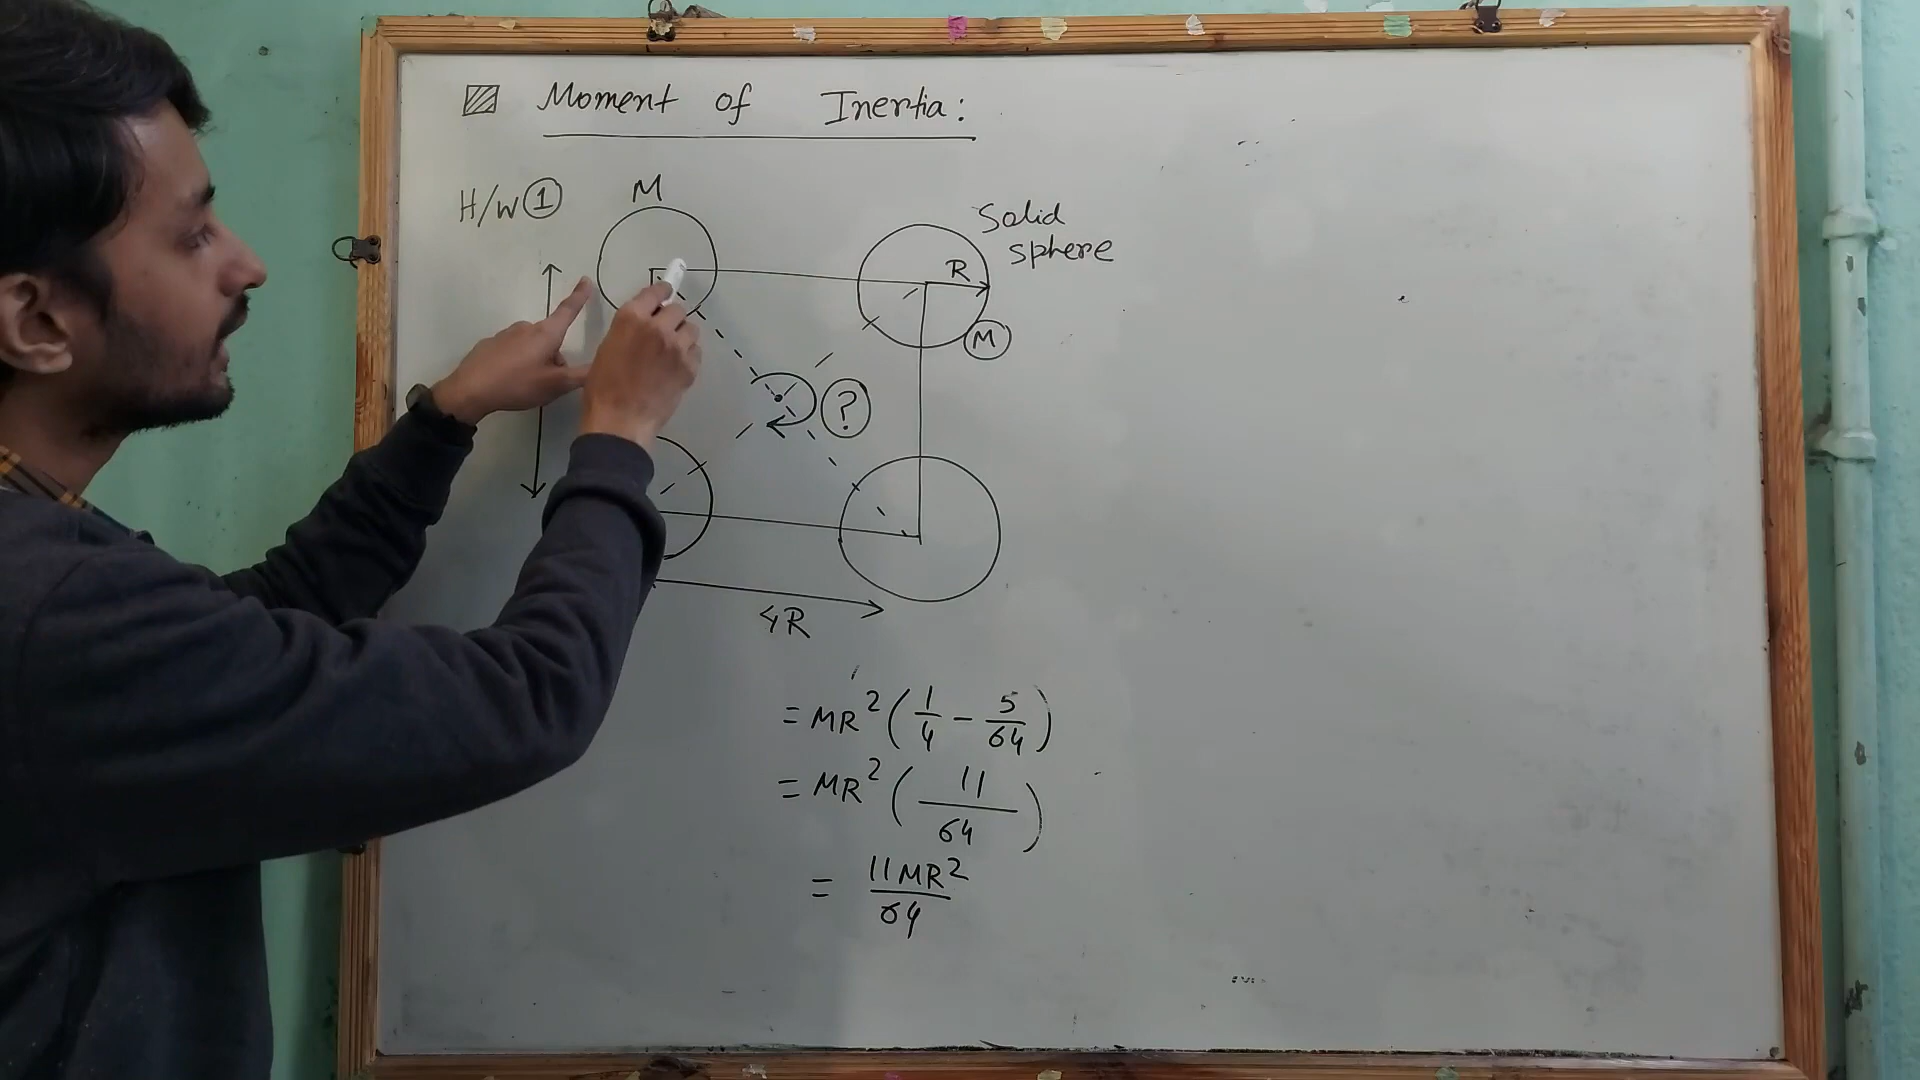 Moment of Inertia:
H/W ①
M
Solid
sphere
R
M
?
4R
= MR² (1/4 - 5/64)
= MR² (11/64)
= 11MR²/64